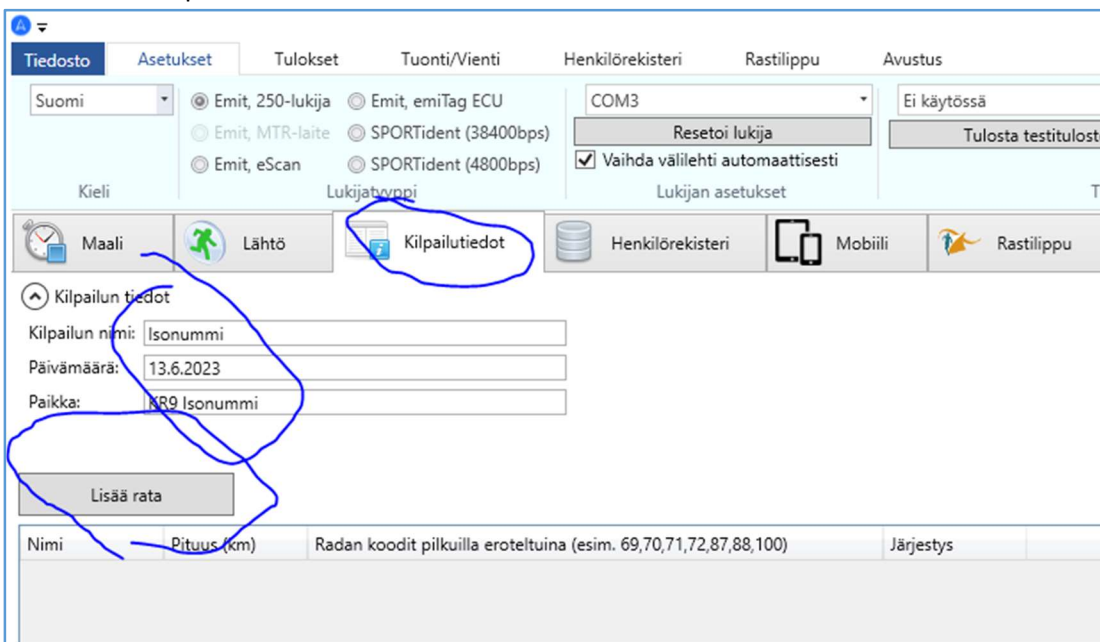 Tiedosto Asetukset Tulokset Tuonti/Vienti Henkilörekisteri Rastilippu Avustus
Suomi Emit, 250-lukija Emit, emiTag ECU COM3 Ei käytössä
Emit, MTR-laite SPORTident (38400bps) Resetoi lukija Tulosta testituloste
Emit, eScan SPORTident (4800bps) Vaihda välilehti automaattisesti
Kieli Lukijatyyppi Lukijan asetukset T
Maali Lähtö Kilpailutiedot Henkilörekisteri Mobiili Rastilippu
Kilpailun tiedot
Kilpailun nimi: Isonummi
Päivämäärä: 13.6.2023
Paikka: KR9 Isonummi
Lisää rata
Nimi Pituus (km) Radan koodit pilkuilla eroteltuina (esim. 69,70,71,72,87,88,100) Järjestys